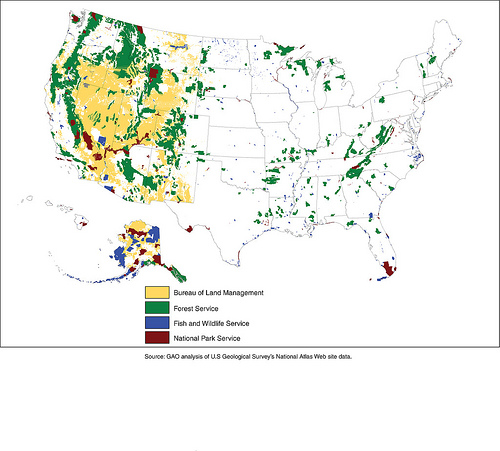 Bureau of Land Management
Forest Service
Fish and Wildlife Service
National Park Service
Source: GAO analysis of U.S Geological Survey's National Atlas Web site data.